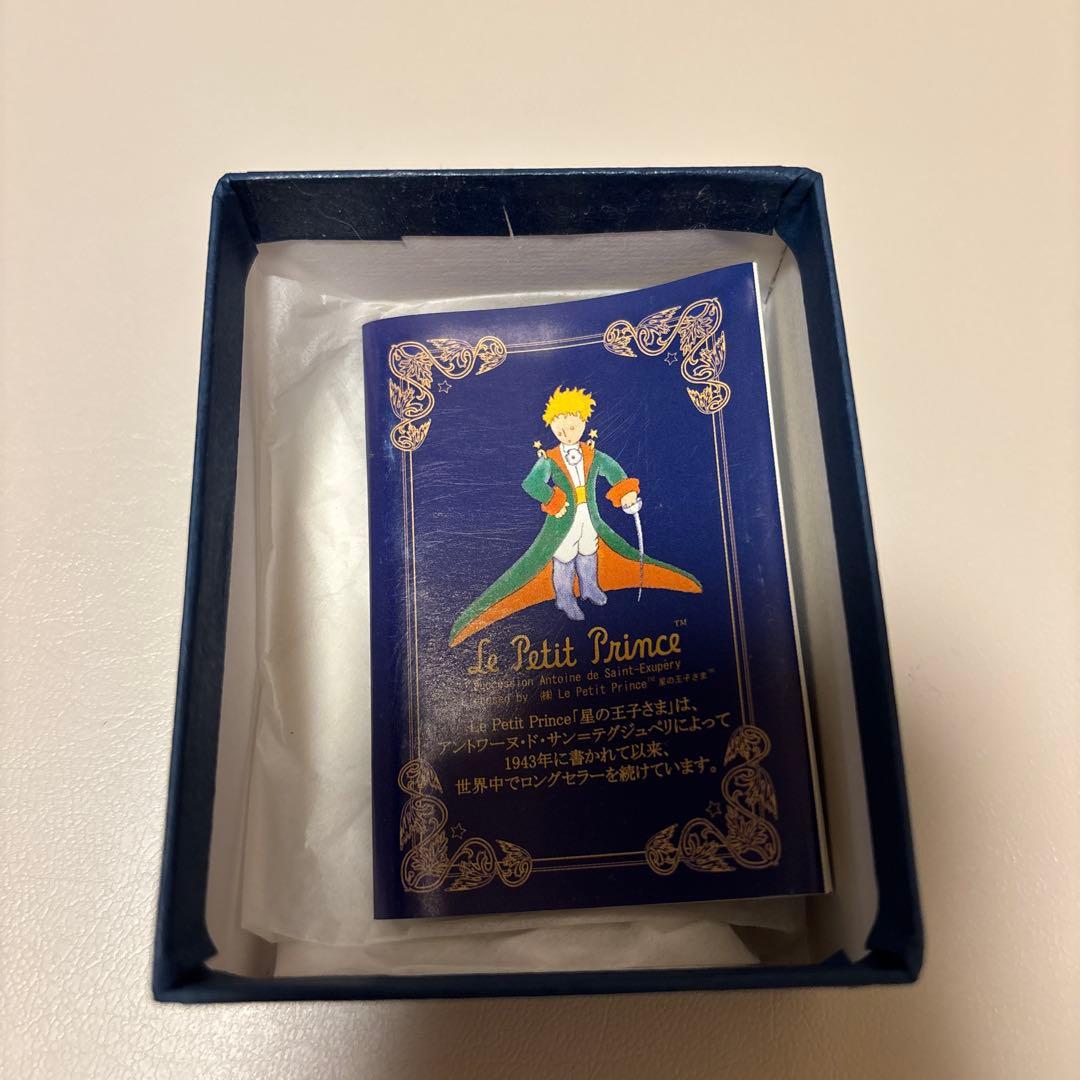 Le Petit Prince™
Succession Antoine de Saint-Exupéry
by (株) Le Petit Prince™ 星の王子さま™
Le Petit Prince「星の王子さま」は、
アントワーヌ・ド・サン＝テグジュペリによって
1943年に書かれて以来、
世界中でロングセラーを続けています。